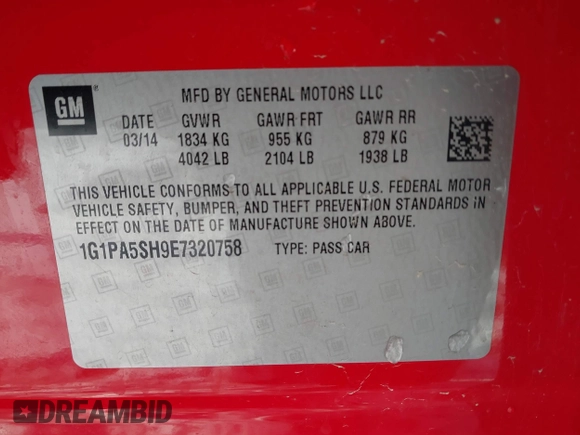 GM
MFD BY GENERAL MOTORS LLC
DATE GVWR GAWR FRT GAWR RR
03/14 1834 KG 955 KG 879 KG
4042 LB 2104 LB 1938 LB
THIS VEHICLE CONFORMS TO ALL APPLICABLE U.S. FEDERAL MOTOR
VEHICLE SAFETY, BUMPER, AND THEFT PREVENTION STANDARDS IN
EFFECT ON THE DATE OF MANUFACTURE SHOWN ABOVE.
1G1PA5SH9E7320758 TYPE: PASS CAR
DREAMBID